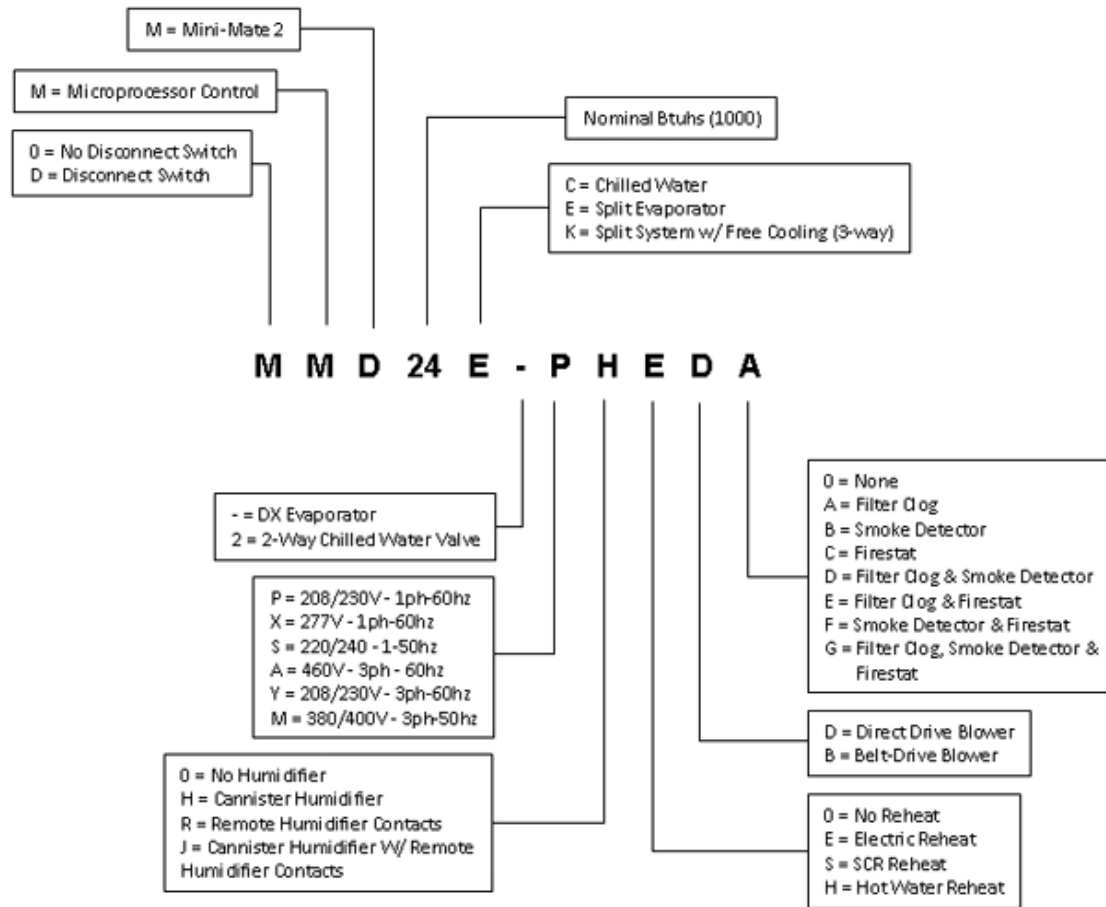 M = Mini-Mate 2
M = Microprocessor Control
0 = No Disconnect Switch
D = Disconnect Switch
Nominal Btuhs (1000)
C = Chilled Water
E = Split Evaporator
K = Split System w/ Free Cooling (3-way)
M M D 24 E - P H E D A
- = DX Evaporator
2 = 2-Way Chilled Water Valve
P = 208/230V - 1ph-60hz
X = 277V - 1ph-60hz
S = 220/240 - 1-50hz
A = 460V - 3ph - 60hz
Y = 208/230V - 3ph-60hz
M = 380/400V - 3ph-50hz
0 = No Humidifier
H = Cannister Humidifier
R = Remote Humidifier Contacts
J = Cannister Humidifier W/ Remote
Humidifier Contacts
0 = None
A = Filter Clog
B = Smoke Detector
C = Firestat
D = Filter Clog & Smoke Detector
E = Filter Clog & Firestat
F = Smoke Detector & Firestat
G = Filter Clog, Smoke Detector &
Firestat
D = Direct Drive Blower
B = Belt-Drive Blower
0 = No Reheat
E = Electric Reheat
S = SCR Reheat
H = Hot Water Reheat